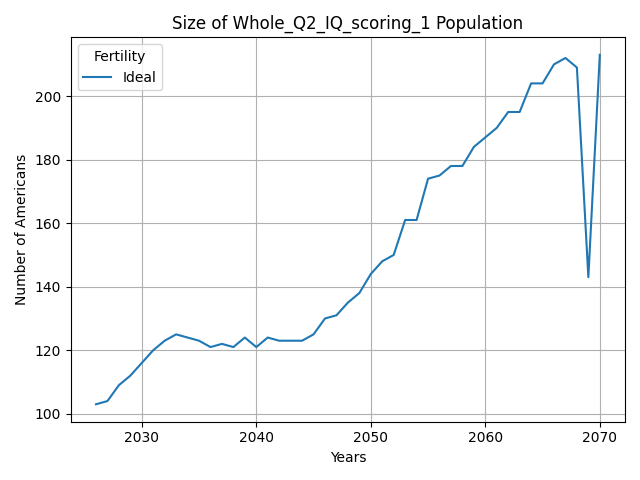 Size of Whole_Q2_IQ_scoring_1 Population
Fertility
Ideal
Number of Americans
200
180
160
140
120
100
2030 2040 2050 2060 2070
Years